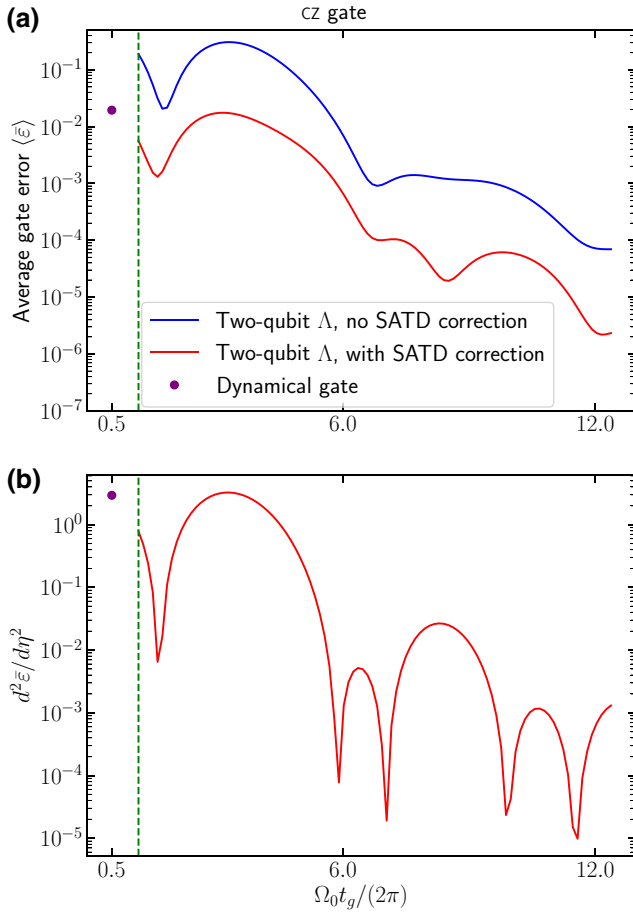 (a)
CZ gate
Average gate error ⟨ε̄⟩
10⁻¹
10⁻²
10⁻³
10⁻⁴
10⁻⁵
10⁻⁶
10⁻⁷
Two-qubit Λ, no SATD correction
Two-qubit Λ, with SATD correction
Dynamical gate
0.5
6.0
12.0
(b)
d²ε̄/dη²
10⁰
10⁻¹
10⁻²
10⁻³
10⁻⁴
10⁻⁵
0.5
6.0
12.0
Ω₀t_g/(2π)